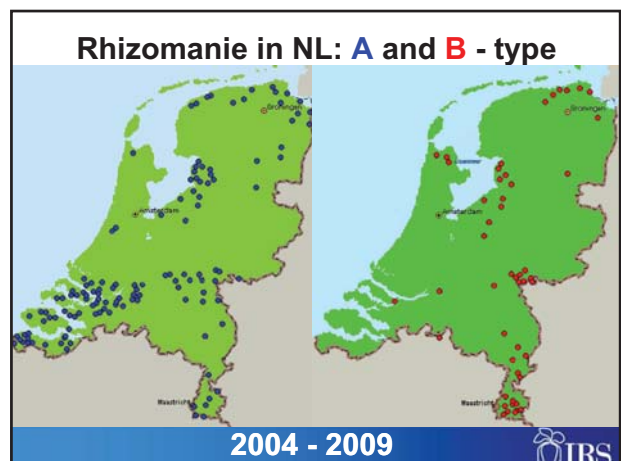 Rhizomanie in NL: A and B - type
Groningen
Amsterdam
Maastricht
Groningen
Amsterdam
Maastricht
2004 - 2009
IRS